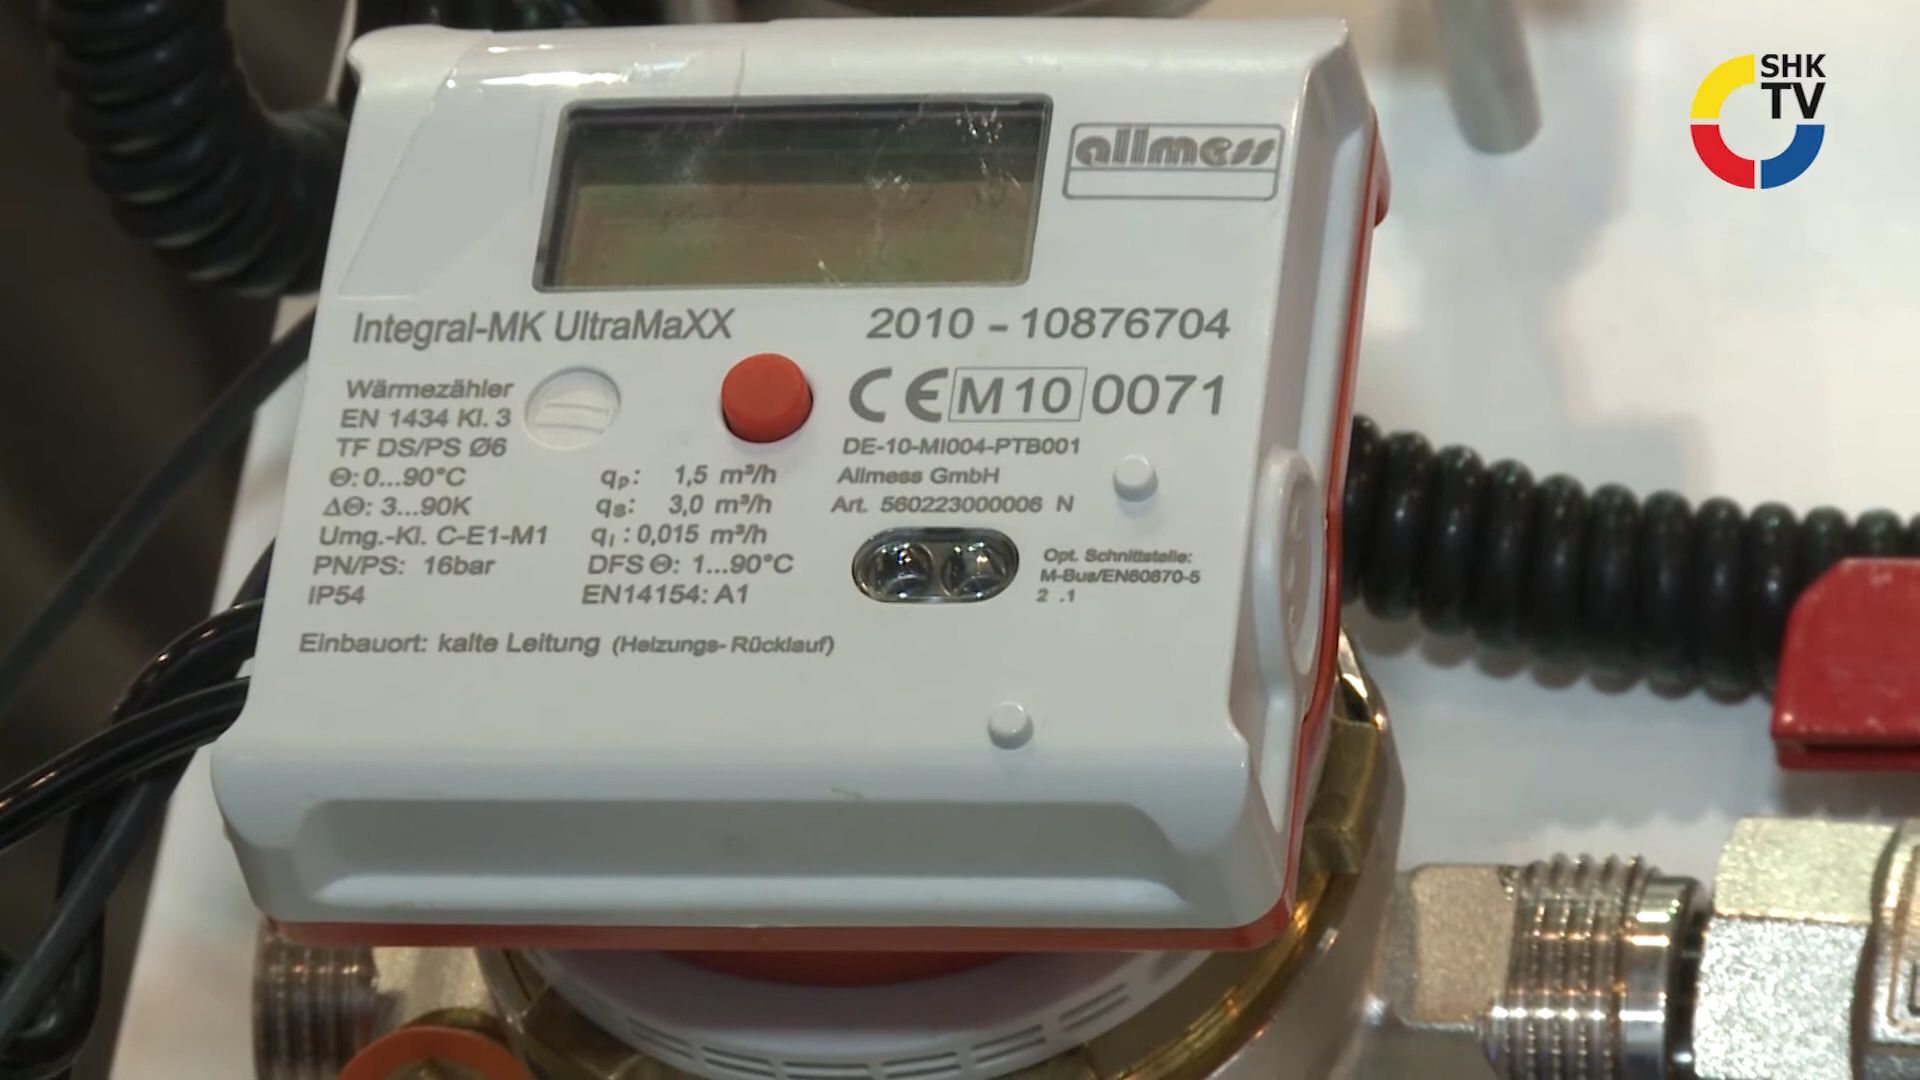 SHK
TV
allmess
Integral-MK UltraMaXX
2010 - 10876704
Wärmezähler
EN 1434 Kl. 3
TF DS/PS Ø6
Θ: 0...90°C
ΔΘ: 3...90K
Umg.-Kl. C-E1-M1
PN/PS: 16bar
IP54
qp: 1,5 m³/h
qs: 3,0 m³/h
qi: 0,015 m³/h
DFS Θ: 1...90°C
EN14154: A1
CE M10 0071
DE-10-MI004-PTB001
Allmess GmbH
Art. 560223000006 N
Opt. Schnittstelle:
M-Bus/EN60870-5
2 .1
Einbauort: kalte Leitung (Heizungs-Rücklauf)